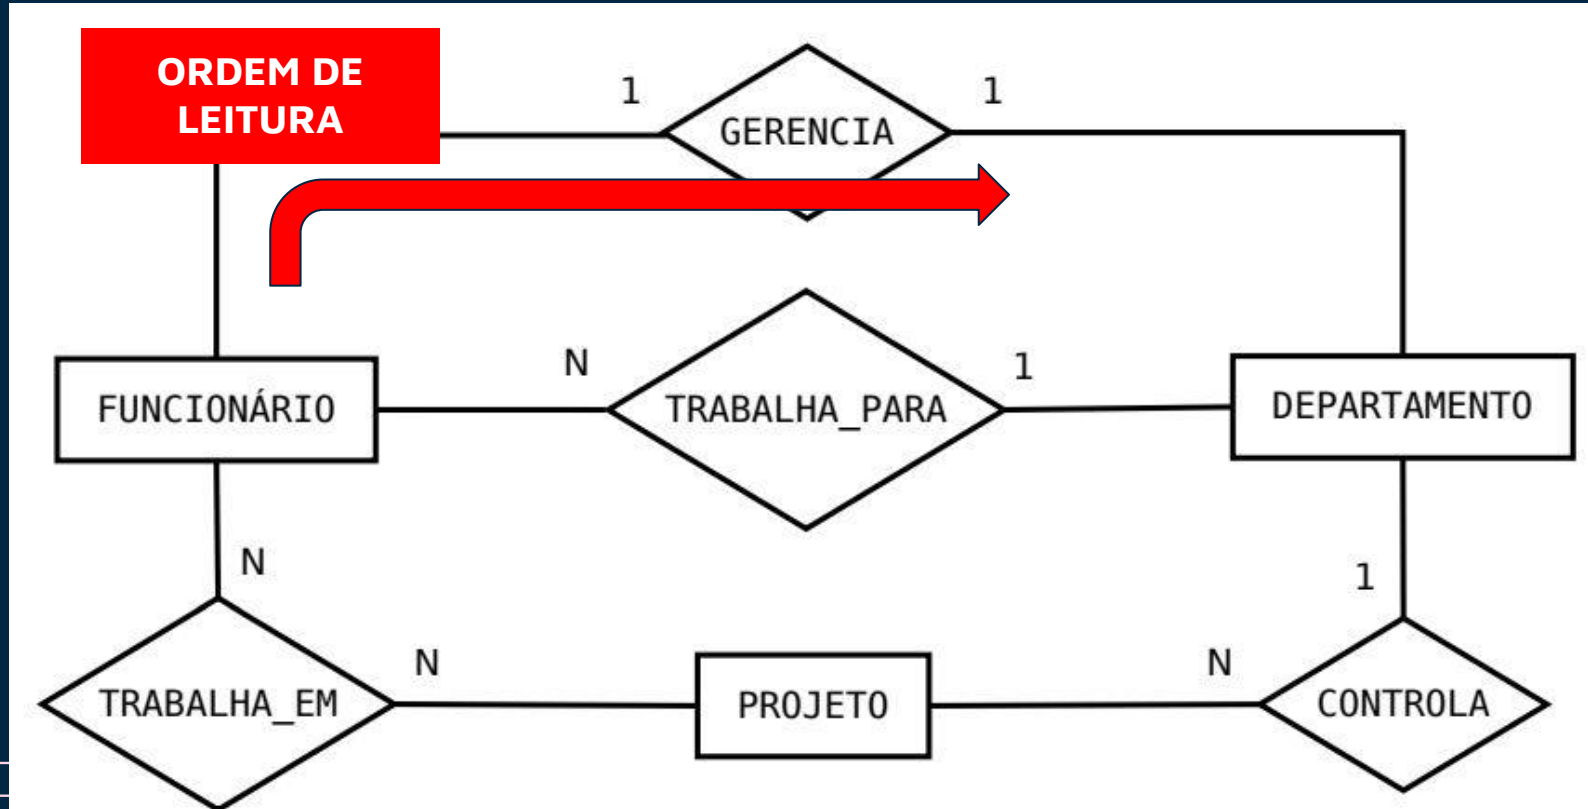 ORDEM DE
LEITURA
1
GERENCIA
1
FUNCIONÁRIO
N
TRABALHA_PARA
1
DEPARTAMENTO
N
1
TRABALHA_EM
N
PROJETO
N
CONTROLA